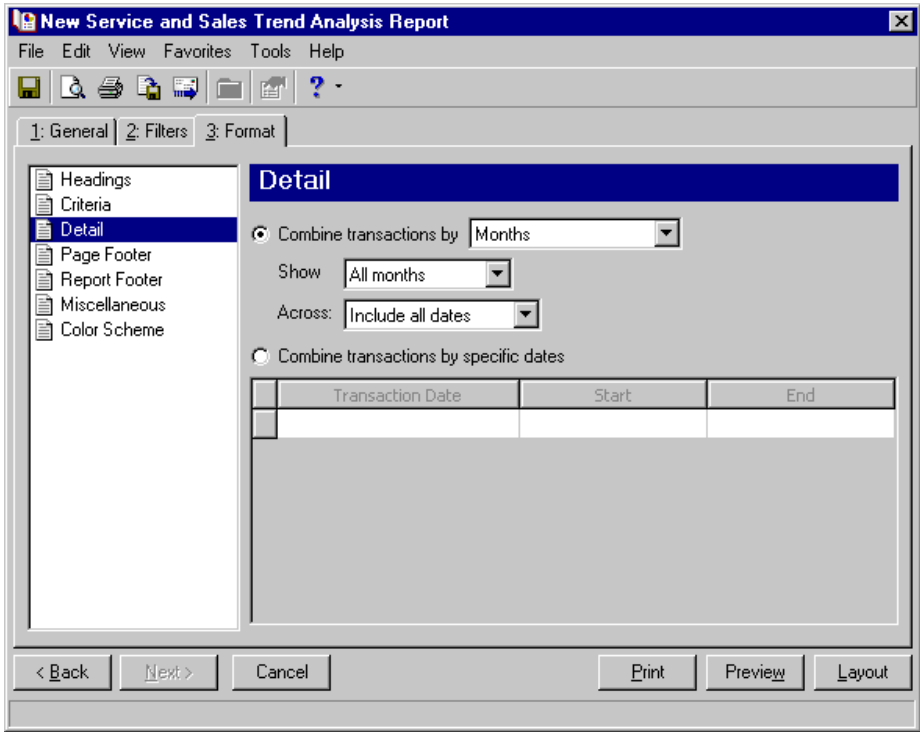 New Service and Sales Trend Analysis Report
File Edit View Favorites Tools Help
1: General 2: Filters 3: Format
Headings
Criteria
Detail
Page Footer
Report Footer
Miscellaneous
Color Scheme
Detail
Combine transactions by Months
Show All months
Across: Include all dates
Combine transactions by specific dates
Transaction Date Start End
< Back Next > Cancel Print Preview Layout